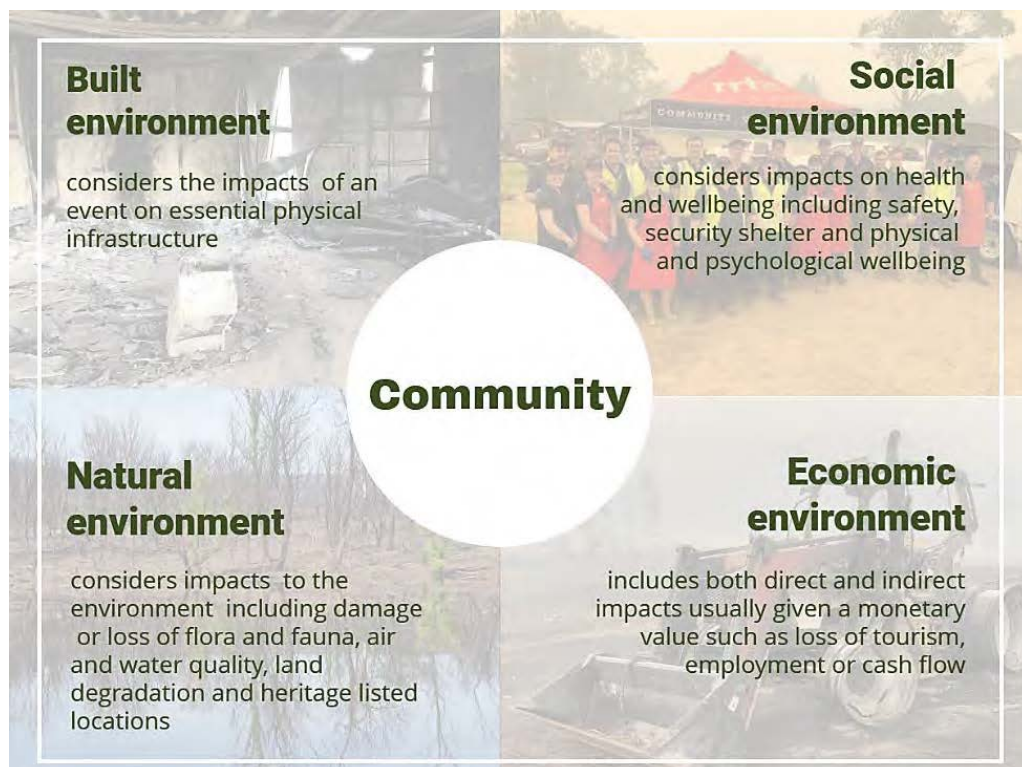 Built
environment
considers the impacts  of an
event on essential physical
infrastructure
Social
environment
considers impacts on health
and wellbeing including safety,
security shelter and physical
and psychological wellbeing
COMMUNITY
Community
Natural
environment
considers impacts  to the
environment  including damage
or loss of flora and fauna, air
and water quality, land
degradation and heritage listed
locations
Economic
environment
includes both direct and indirect
impacts usually given a monetary
value such as loss of tourism,
employment or cash flow